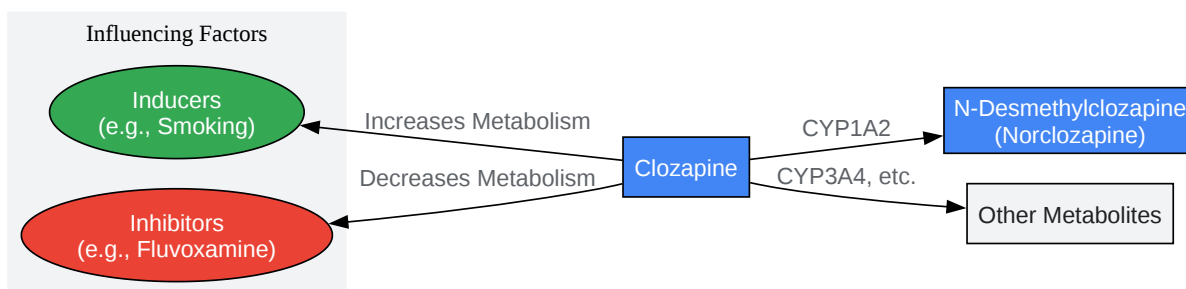 Influencing Factors
Inducers
(e.g., Smoking)
Increases Metabolism
Decreases Metabolism
Inhibitors
(e.g., Fluvoxamine)
Clozapine
CYP1A2
CYP3A4, etc.
N-Desmethylclozapine
(Norclozapine)
Other Metabolites